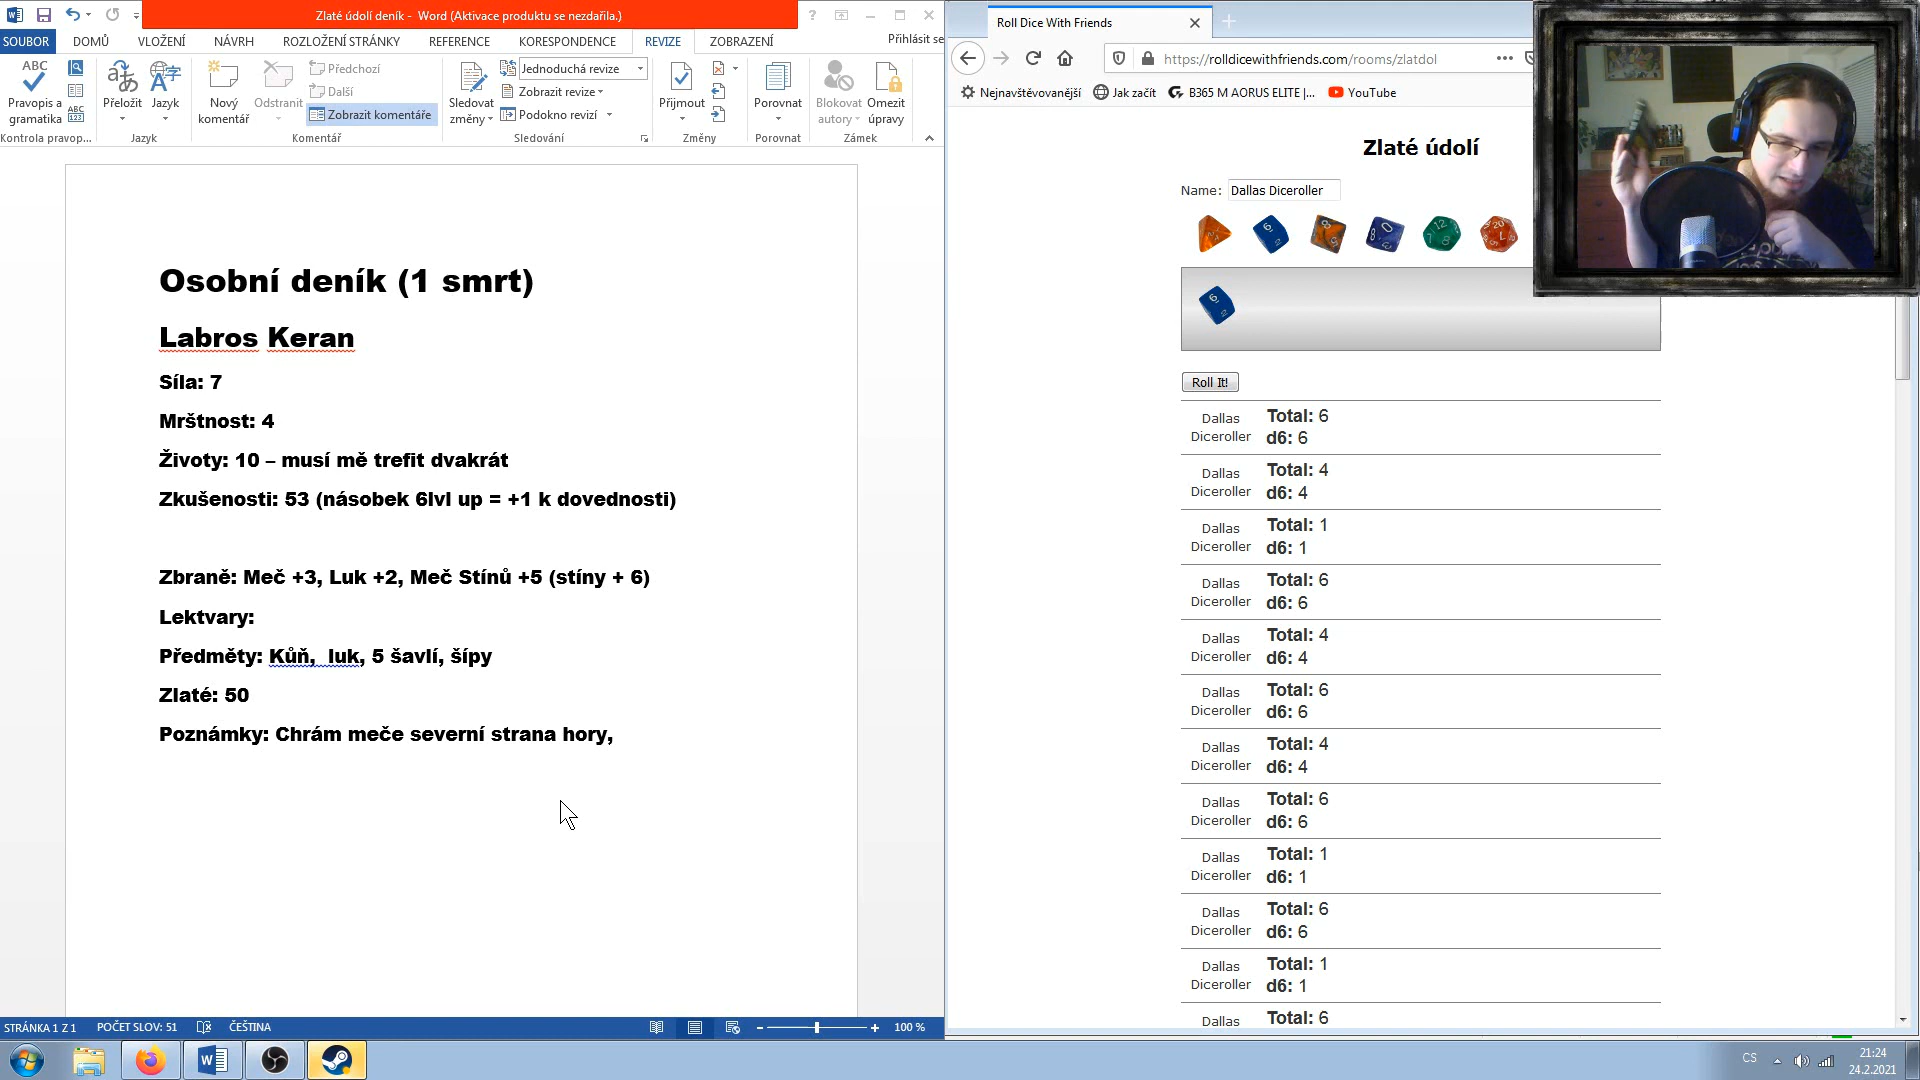 Zlaté údolí deník - Word (Aktivace produktu se nezdařila.)
SOUBOR DOMŮ VLOŽENÍ NÁVRH ROZLOŽENÍ STRÁNKY REFERENCE KORESPONDENCE REVIZE ZOBRAZENÍ Přihlásit se
Pravopis a gramatika
Přeložit Jazyk
Nový komentář
Odstranit
Předchozí
Další
Zobrazit komentáře
Sledovat změny
Jednoduchá revize
Zobrazit revize
Podokno revizí
Přijmout
Porovnat
Blokovat autory
Omezit úpravy
Kontrola pravop... Jazyk Komentář Sledování Změny Porovnat Zámek
Osobní deník (1 smrt)
Labros Keran
Síla: 7
Mrštnost: 4
Životy: 10 – musí mě trefit dvakrát
Zkušenosti: 53 (násobek 6lvl up = +1 k dovednosti)
Zbraně: Meč +3, Luk +2, Meč Stínů +5 (stíny + 6)
Lektvary:
Předměty: Kůň,  luk, 5 šavlí, šípy
Zlaté: 50
Poznámky: Chrám meče severní strana hory,
STRÁNKA 1 Z 1 POČET SLOV: 51 ČEŠTINA 100 %
Roll Dice With Friends
https://rolldicewithfriends.com/rooms/zlatdol
Nejnavštěvovanější Jak začít B365 M AORUS ELITE |... YouTube
Zlaté údolí
Name: Dallas Diceroller
Roll It!
Dallas Diceroller Total: 6
d6: 6
Dallas Diceroller Total: 4
d6: 4
Dallas Diceroller Total: 1
d6: 1
Dallas Diceroller Total: 6
d6: 6
Dallas Diceroller Total: 4
d6: 4
Dallas Diceroller Total: 6
d6: 6
Dallas Diceroller Total: 4
d6: 4
Dallas Diceroller Total: 6
d6: 6
Dallas Diceroller Total: 1
d6: 1
Dallas Diceroller Total: 6
d6: 6
Dallas Diceroller Total: 1
d6: 1
Dallas Total: 6
CS 21:24
24.2.2021